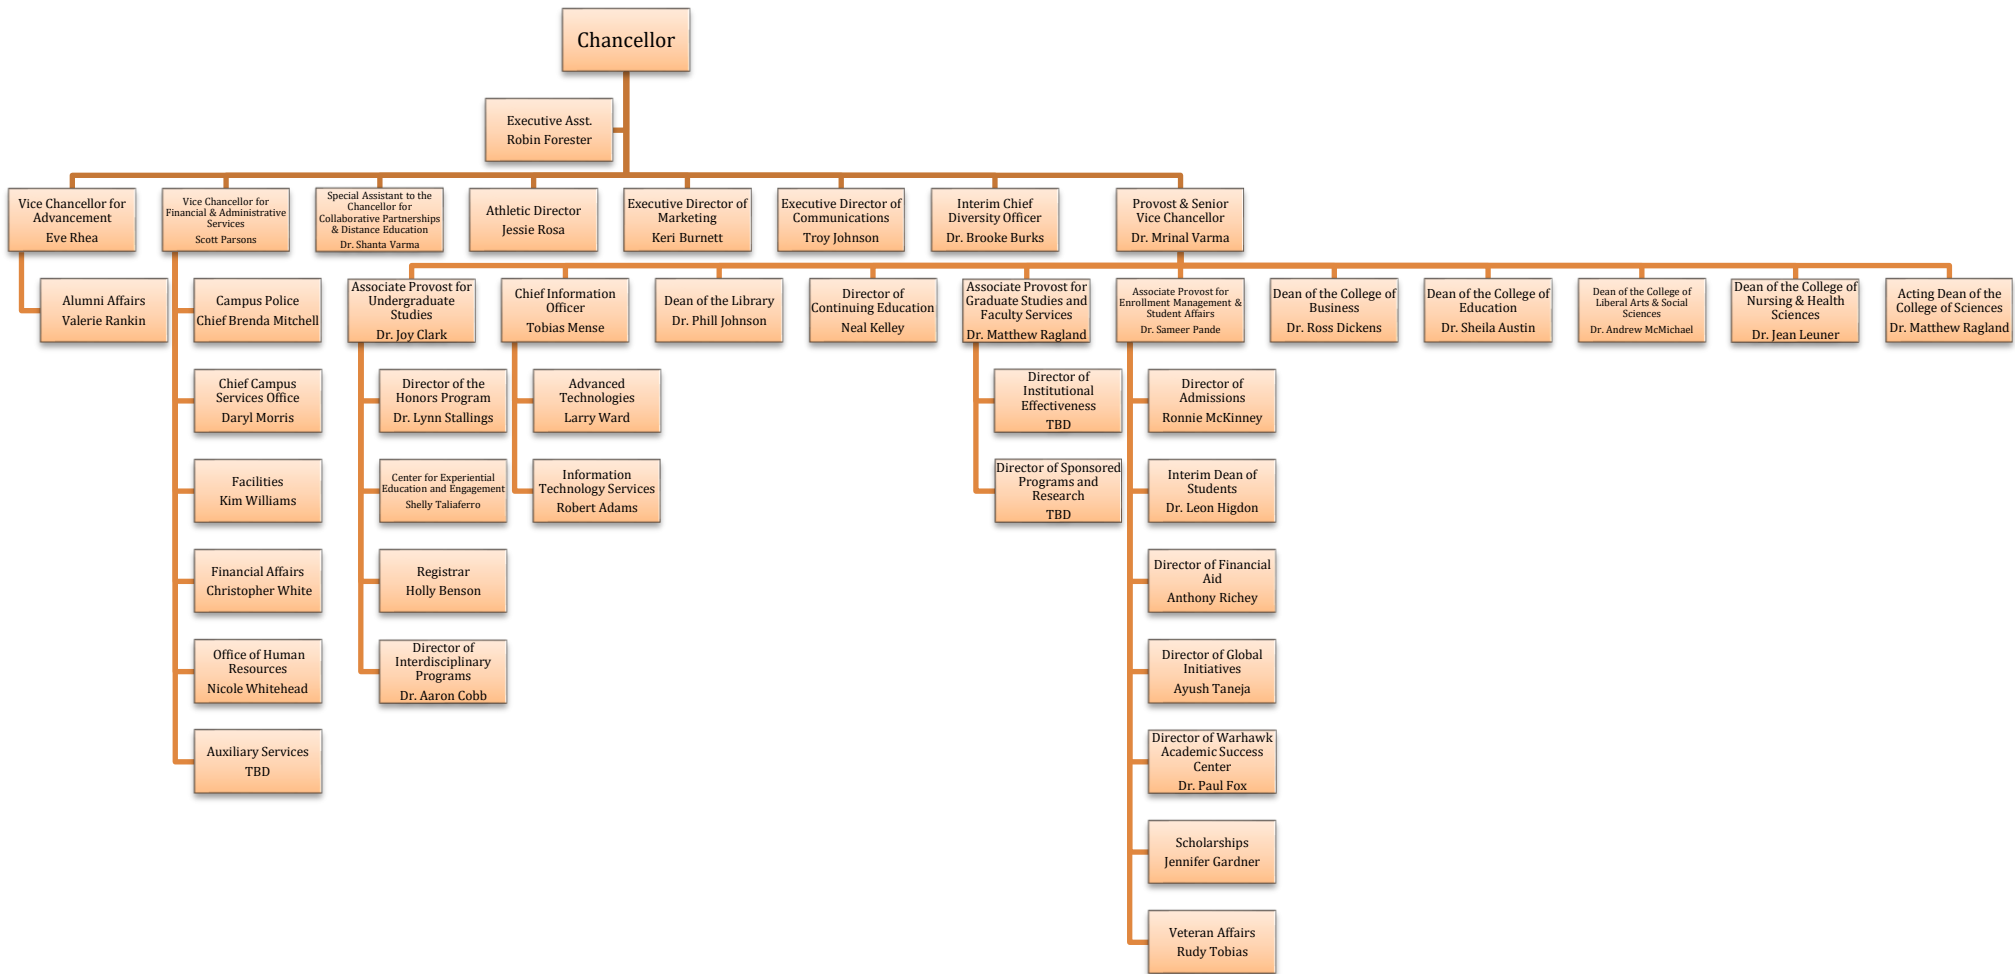 Chancellor
Executive Asst.
Robin Forester
Vice Chancellor for
Advancement
Eve Rhea
Vice Chancellor for
Financial & Administrative
Services
Scott Parsons
Special Assistant to the
Chancellor for
Collaborative Partnerships
& Distance Education
Dr. Shanta Varma
Athletic Director
Jessie Rosa
Executive Director of
Marketing
Keri Burnett
Executive Director of
Communications
Troy Johnson
Interim Chief
Diversity Officer
Dr. Brooke Burks
Provost & Senior
Vice Chancellor
Dr. Mrinal Varma
Alumni Affairs
Valerie Rankin
Campus Police
Chief Brenda Mitchell
Associate Provost for
Undergraduate
Studies
Dr. Joy Clark
Chief Information
Officer
Tobias Mense
Dean of the Library
Dr. Phill Johnson
Director of
Continuing Education
Neal Kelley
Associate Provost for
Graduate Studies and
Faculty Services
Dr. Matthew Ragland
Associate Provost for
Enrollment Management &
Student Affairs
Dr. Sameer Pande
Dean of the College of
Business
Dr. Ross Dickens
Dean of the College of
Education
Dr. Sheila Austin
Dean of the College of
Liberal Arts & Social
Sciences
Dr. Andrew McMichael
Dean of the College of
Nursing & Health
Sciences
Dr. Jean Leuner
Acting Dean of the
College of Sciences
Dr. Matthew Ragland
Chief Campus
Services Office
Daryl Morris
Director of the
Honors Program
Dr. Lynn Stallings
Advanced
Technologies
Larry Ward
Director of
Institutional
Effectiveness
TBD
Director of
Admissions
Ronnie McKinney
Facilities
Kim Williams
Center for Experiential
Education and Engagement
Shelly Taliaferro
Information
Technology Services
Robert Adams
Director of Sponsored
Programs and
Research
TBD
Interim Dean of
Students
Dr. Leon Higdon
Financial Affairs
Christopher White
Registrar
Holly Benson
Director of Financial
Aid
Anthony Richey
Office of Human
Resources
Nicole Whitehead
Director of
Interdisciplinary
Programs
Dr. Aaron Cobb
Director of Global
Initiatives
Ayush Taneja
Auxiliary Services
TBD
Director of Warhawk
Academic Success
Center
Dr. Paul Fox
Scholarships
Jennifer Gardner
Veteran Affairs
Rudy Tobias